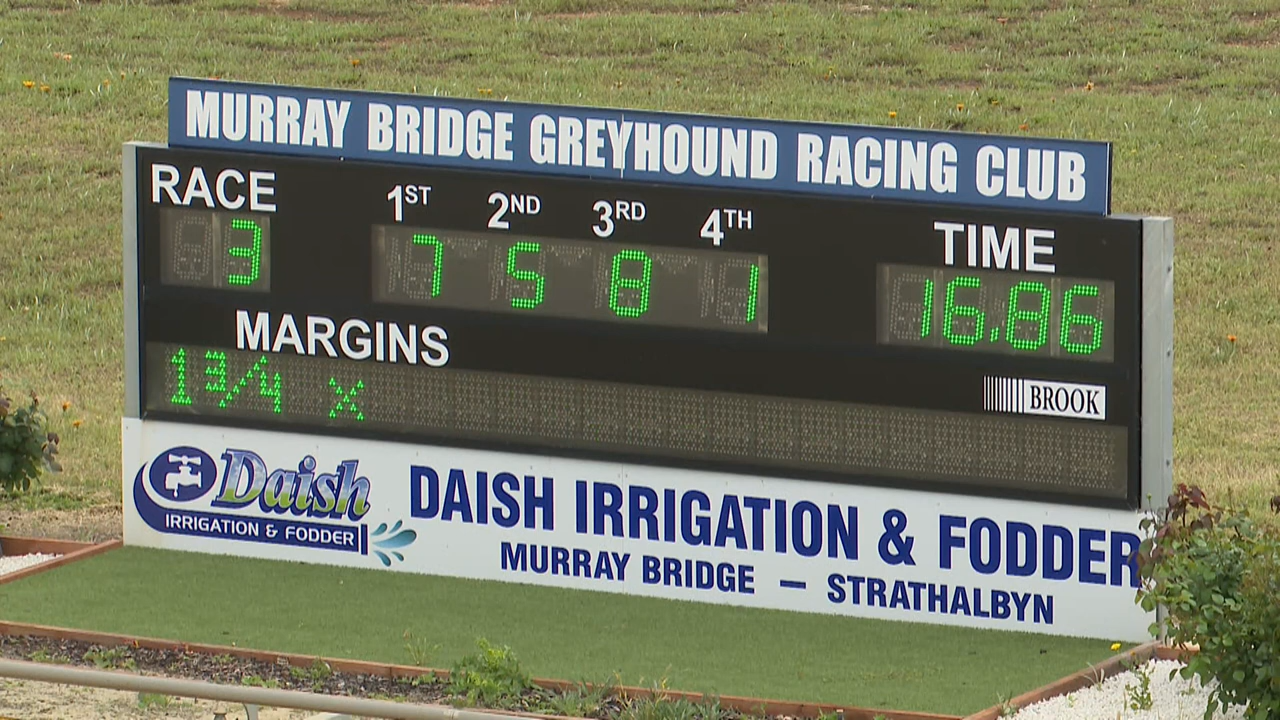 MURRAY BRIDGE GREYHOUND RACING CLUB
RACE 1ST 2ND 3RD 4TH TIME
3 7 5 8 1 16.86
MARGINS
1 3/4 x
BROOK
Daish
IRRIGATION & FODDER
DAISH IRRIGATION & FODDER
MURRAY BRIDGE – STRATHALBYN